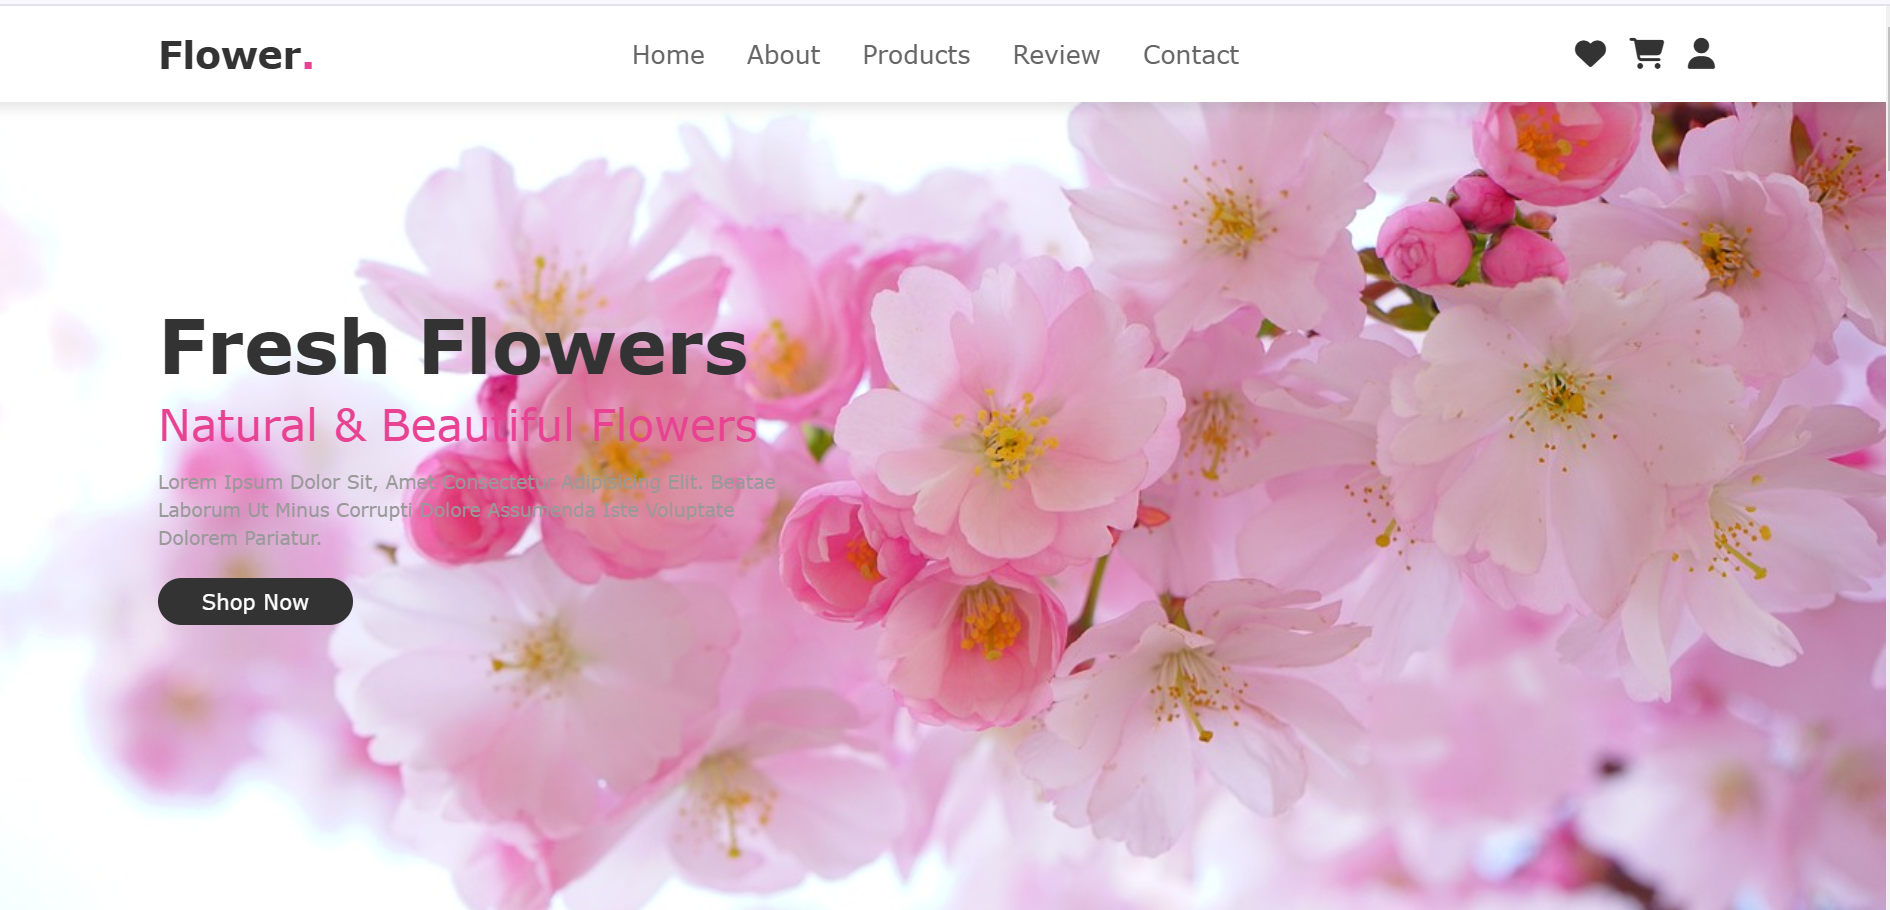 Flower.
Home About Products Review Contact
Fresh Flowers
Natural & Beautiful Flowers
Lorem Ipsum Dolor Sit, Amet Consectetur Adipisicing Elit. Beatae
Laborum Ut Minus Corrupti Dolore Assumenda Iste Voluptate
Dolorem Pariatur.
Shop Now